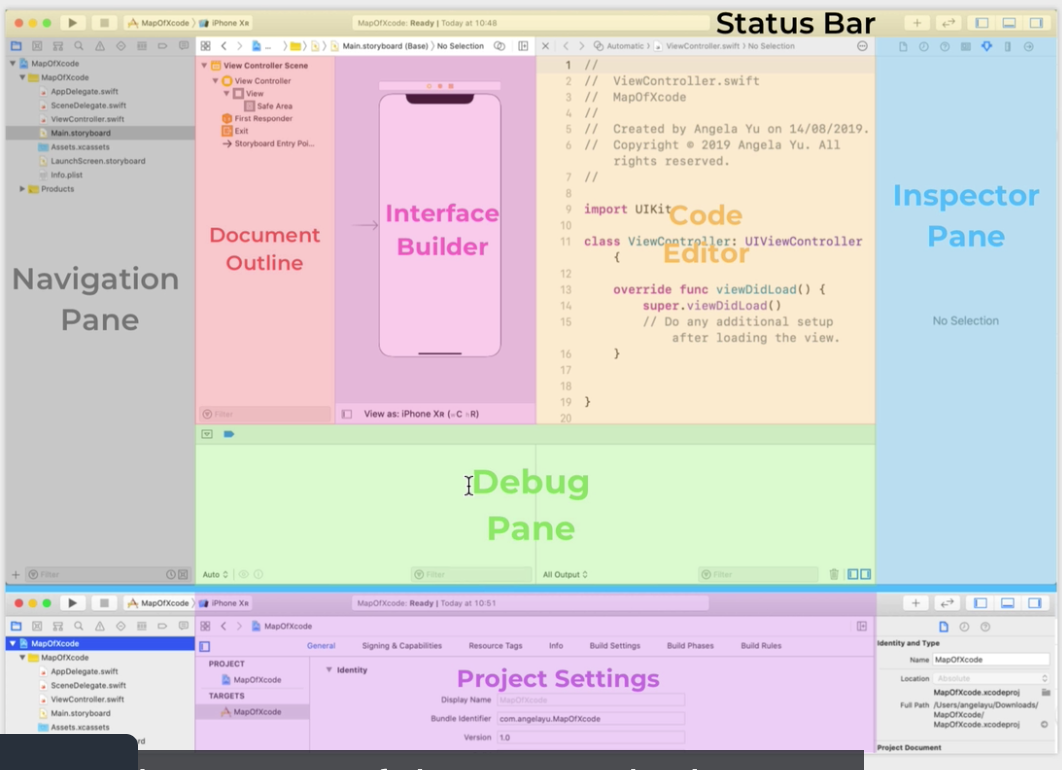 MapOfXcode
iPhone XR
MapOfXcode: Ready | Today at 10:48
Status Bar
Main.storyboard (Base)
No Selection
Automatic
ViewController.swift
No Selection
MapOfXcode
MapOfXcode
AppDelegate.swift
SceneDelegate.swift
ViewController.swift
Main.storyboard
Assets.xcassets
LaunchScreen.storyboard
Info.plist
Products
Navigation
Pane
Filter
View Controller Scene
View Controller
View
Safe Area
First Responder
Exit
Storyboard Entry Poi...
Document
Outline
Filter
Interface
Builder
View as: iPhone XR (wC hR)
1 //
2 // ViewController.swift
3 // MapOfXcode
4 //
5 // Created by Angela Yu on 14/08/2019.
6 // Copyright © 2019 Angela Yu. All
rights reserved.
7 //
8
9 import UIKit
10
11 class ViewController: UIViewController
{
12
13 override func viewDidLoad() {
14 super.viewDidLoad()
15 // Do any additional setup
after loading the view.
16 }
17
18
19 }
20
Code
Editor
Inspector
Pane
No Selection
Debug
Pane
Auto
Filter
All Output
Filter
MapOfXcode
iPhone XR
MapOfXcode: Ready | Today at 10:51
MapOfXcode
MapOfXcode
MapOfXcode
AppDelegate.swift
SceneDelegate.swift
ViewController.swift
Main.storyboard
Assets.xcassets
General
Signing & Capabilities
Resource Tags
Info
Build Settings
Build Phases
Build Rules
PROJECT
MapOfXcode
TARGETS
MapOfXcode
Identity
Project Settings
Display Name MapOfXcode
Bundle Identifier com.angelayu.MapOfXcode
Version 1.0
Identity and Type
Name MapOfXcode
Location Absolute
MapOfXcode.xcodeproj
Full Path /Users/angelayu/Downloads/
MapOfXcode/
MapOfXcode.xcodeproj
Project Document